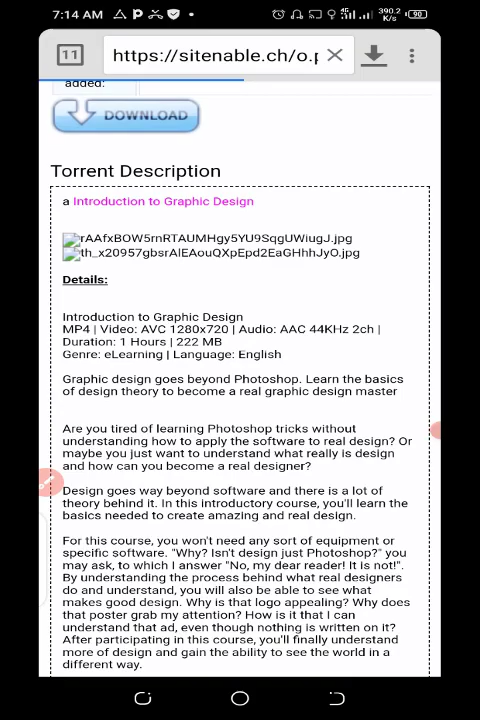 7:14 AM
4G
390.2
K/s
90
11
https://sitenable.ch/o.p
added:
DOWNLOAD
Torrent Description
a Introduction to Graphic Design
rAAfxBOW5rnRTAUMHgy5YU9SqgUWiugJ.jpg
th_x20957gbsrAlEAouQXpEpd2EaGHhhJyO.jpg
Details:
Introduction to Graphic Design
MP4 | Video: AVC 1280x720 | Audio: AAC 44KHz 2ch |
Duration: 1 Hours | 222 MB
Genre: eLearning | Language: English
Graphic design goes beyond Photoshop. Learn the basics
of design theory to become a real graphic design master
Are you tired of learning Photoshop tricks without
understanding how to apply the software to real design? Or
maybe you just want to understand what really is design
and how can you become a real designer?
Design goes way beyond software and there is a lot of
theory behind it. In this introductory course, you'll learn the
basics needed to create amazing and real design.
For this course, you won't need any sort of equipment or
specific software. "Why? Isn't design just Photoshop?" you
may ask, to which I answer "No, my dear reader! It is not!".
By understanding the process behind what real designers
do and understand, you will also be able to see what
makes good design. Why is that logo appealing? Why does
that poster grab my attention? How is it that I can
understand that ad, even though nothing is written on it?
After participating in this course, you'll finally understand
more of design and gain the ability to see the world in a
different way.